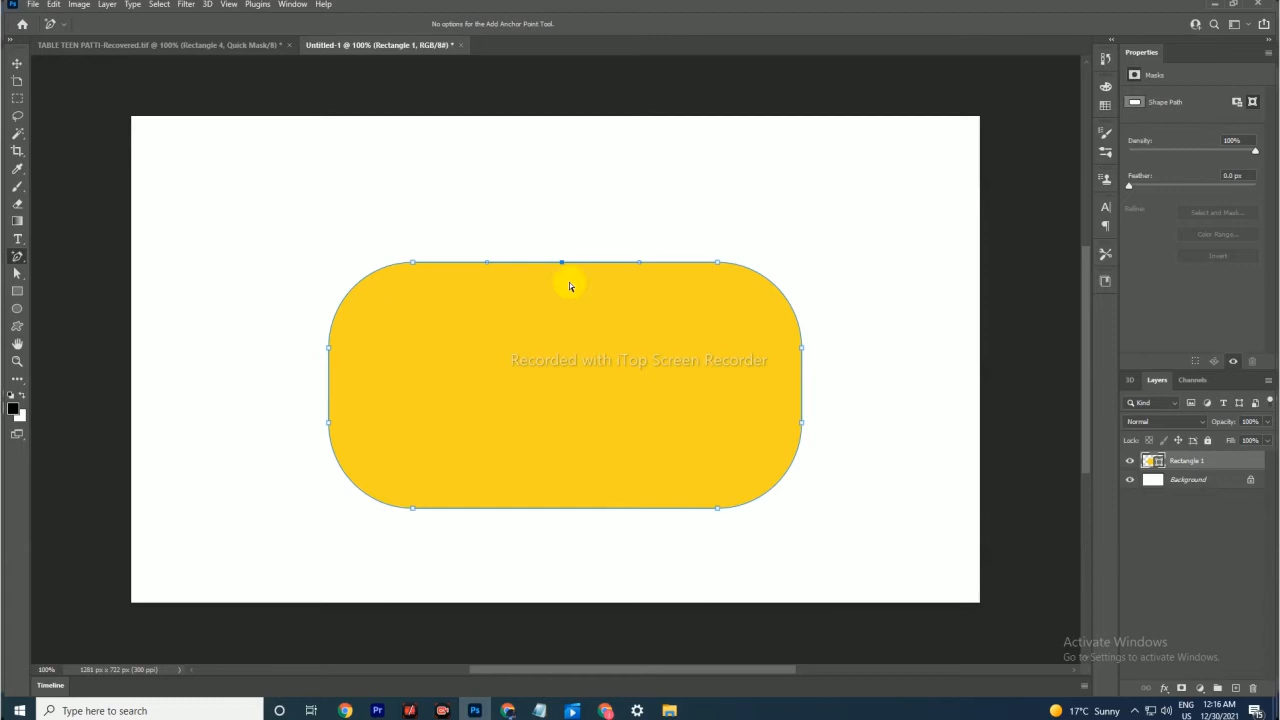 File Edit Image Layer Type Select Filter 3D View Plugins Window Help
No options for the Add Anchor Point Tool.
TABLE TEEN PATTI-Recovered.tif @ 100% (Rectangle 4, Quick Mask/8) * ×
Untitled-1 @ 100% (Rectangle 1, RGB/8#) * ×
Properties
Masks
Shape Path
Density: 100%
Feather: 0.0 px
Refine:
Select and Mask...
Color Range...
Invert
Recorded with iTop Screen Recorder
3D Layers Channels
Kind
Normal Opacity: 100%
Lock: Fill: 100%
Rectangle 1
Background
Activate Windows
Go to Settings to activate Windows.
100% 1281 px x 722 px (300 ppi)
Timeline
Type here to search
17°C Sunny
ENG
US
12:16 AM
12/30/2021